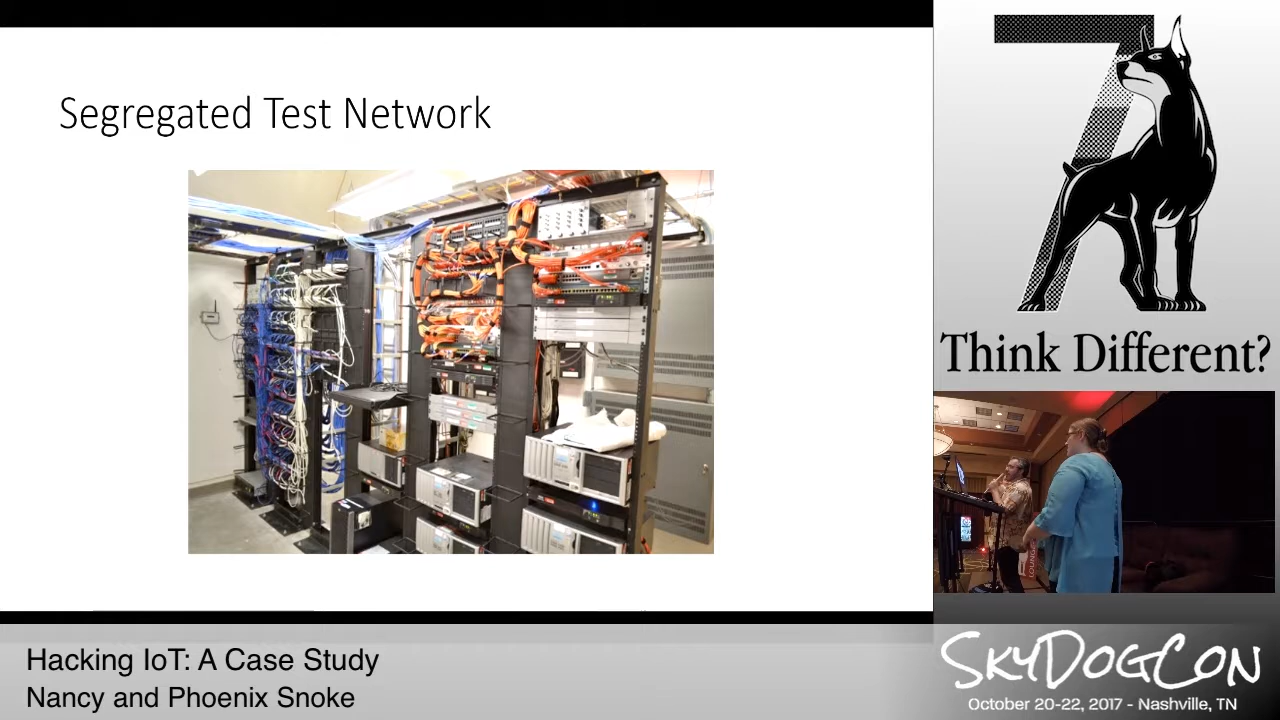 Segregated Test Network
7
Think Different?
LOUNGE
Hacking IoT: A Case Study
Nancy and Phoenix Snoke
SKYDOGCON
October 20-22, 2017 - Nashville, TN